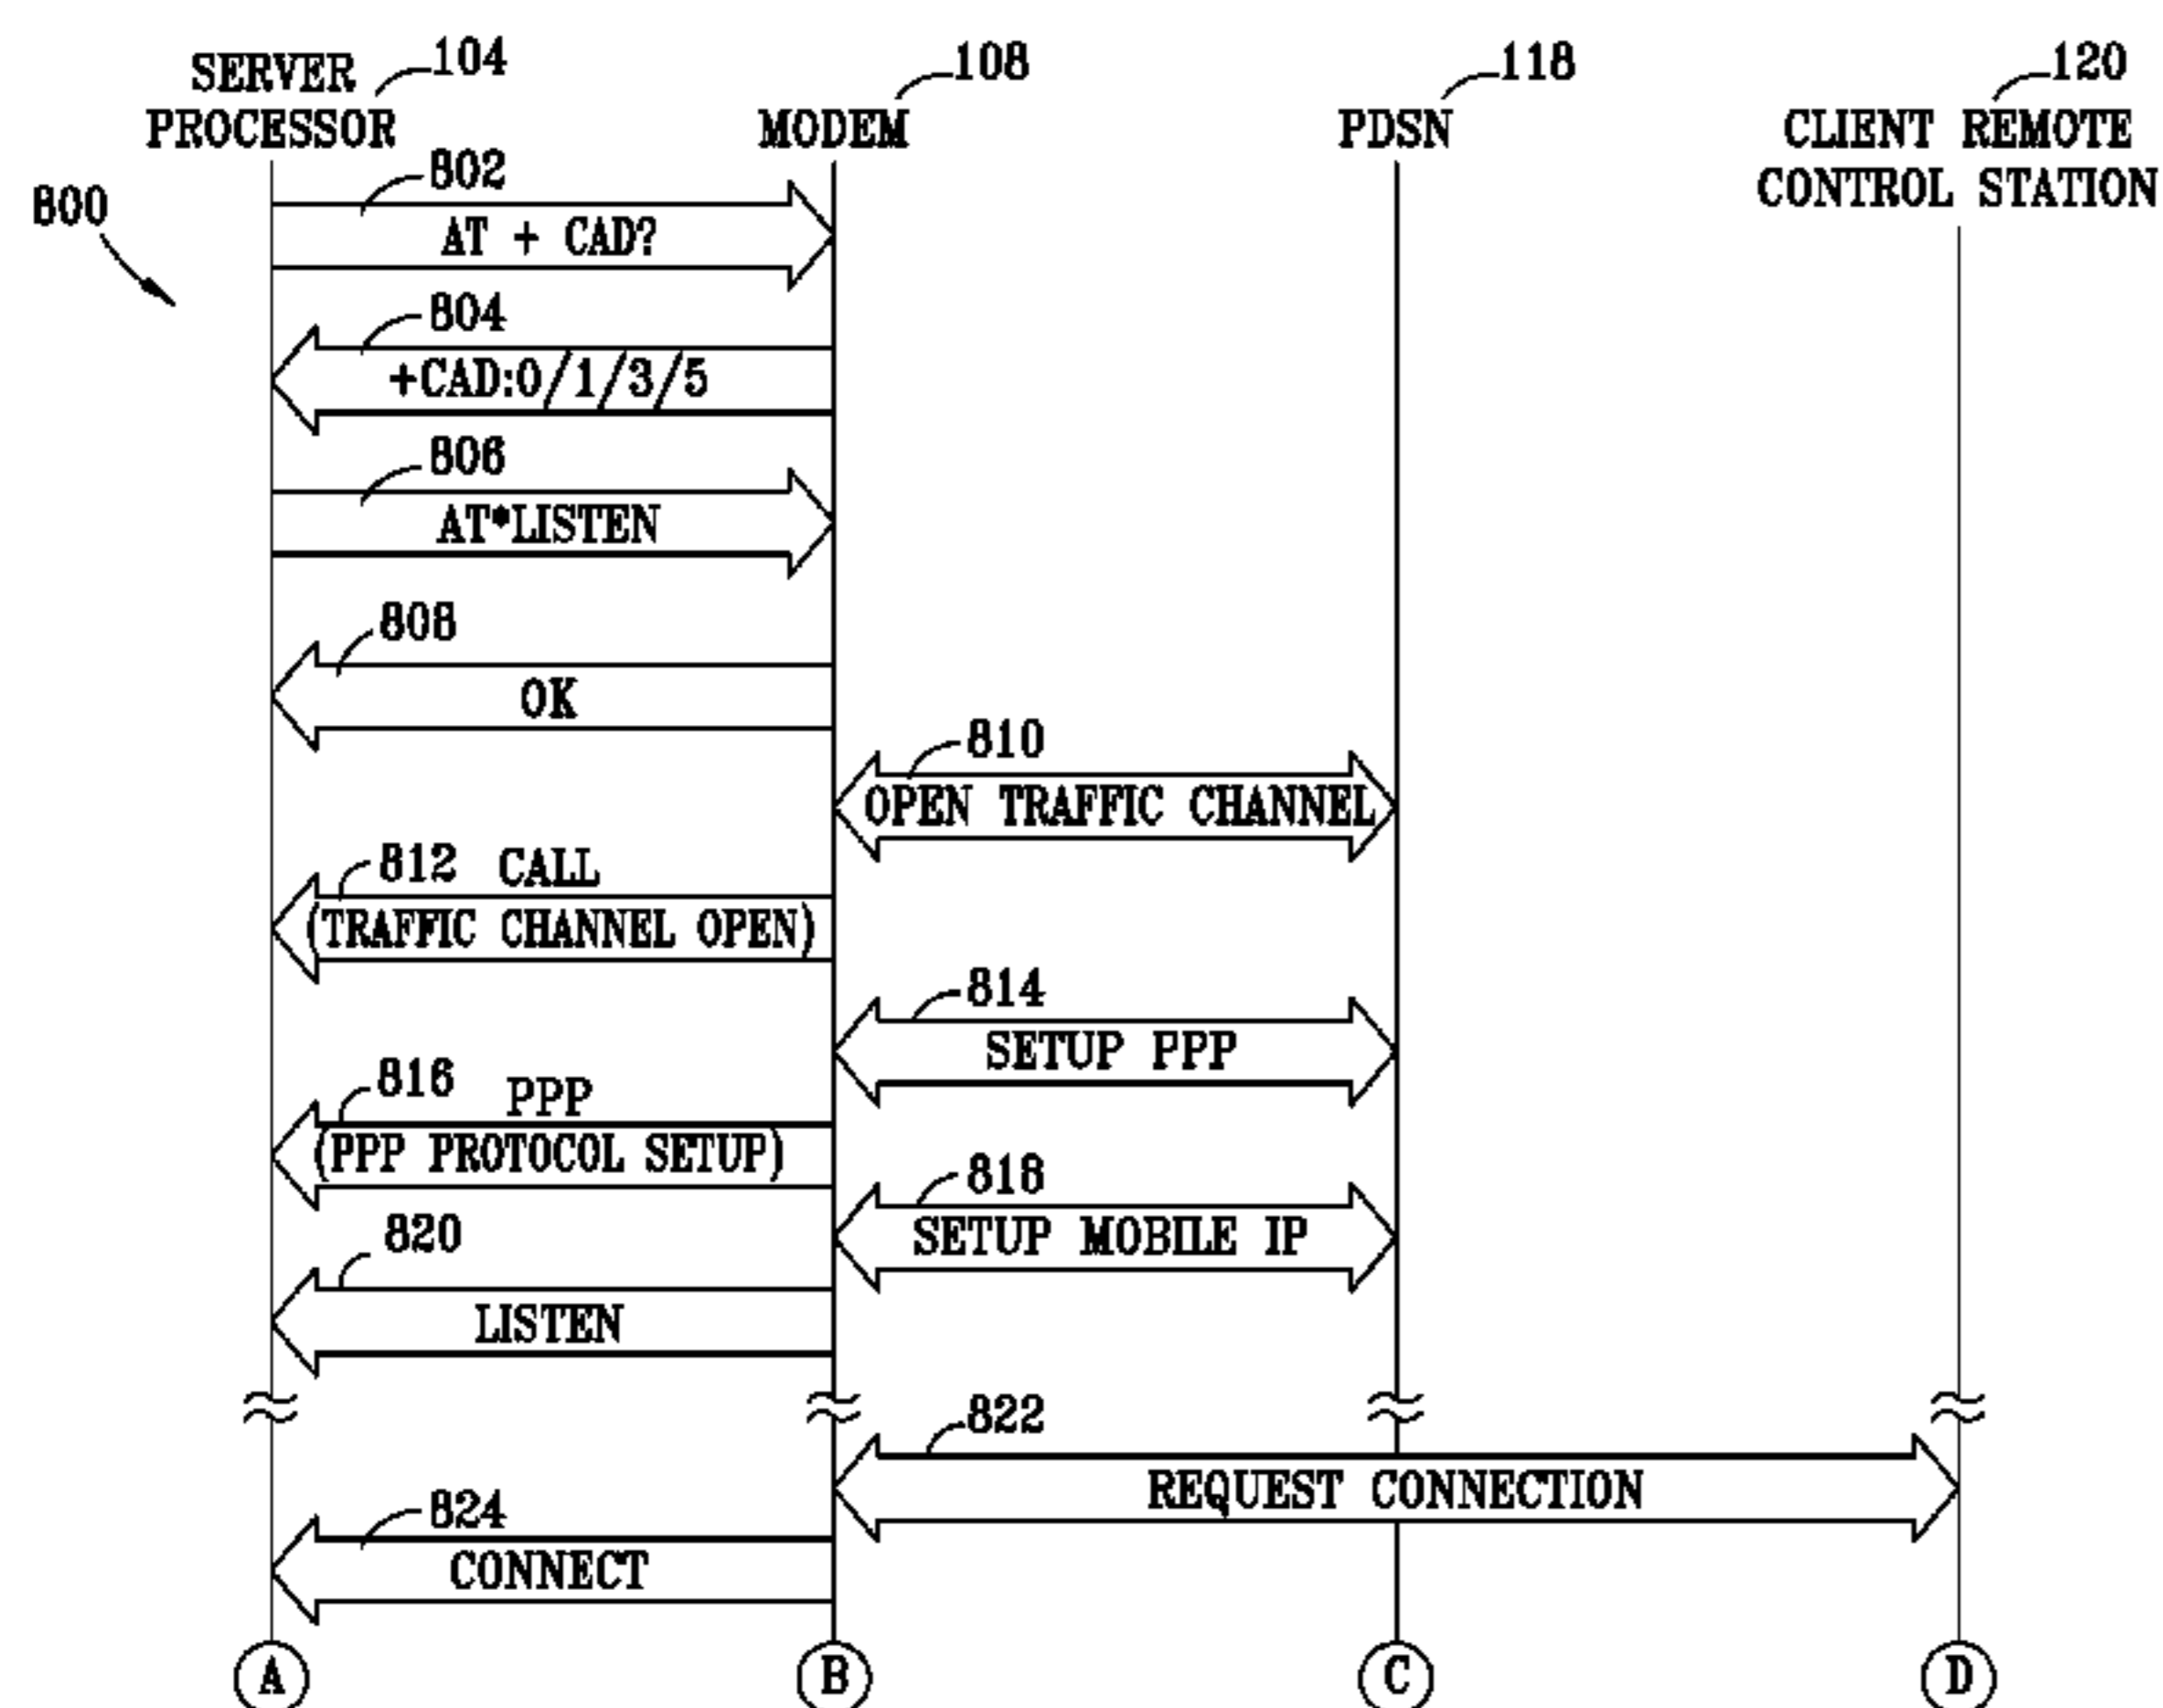 SERVER
PROCESSOR
104
MODEM
108
PDSN
118
CLIENT REMOTE
CONTROL STATION
120
800
802
AT + CAD?
804
+CAD:0/1/3/5
806
AT*LISTEN
808
OK
810
OPEN TRAFFIC CHANNEL
812
CALL
(TRAFFIC CHANNEL OPEN)
814
SETUP PPP
816
PPP
(PPP PROTOCOL SETUP)
818
SETUP MOBILE IP
820
LISTEN
822
REQUEST CONNECTION
824
CONNECT
A
B
C
D